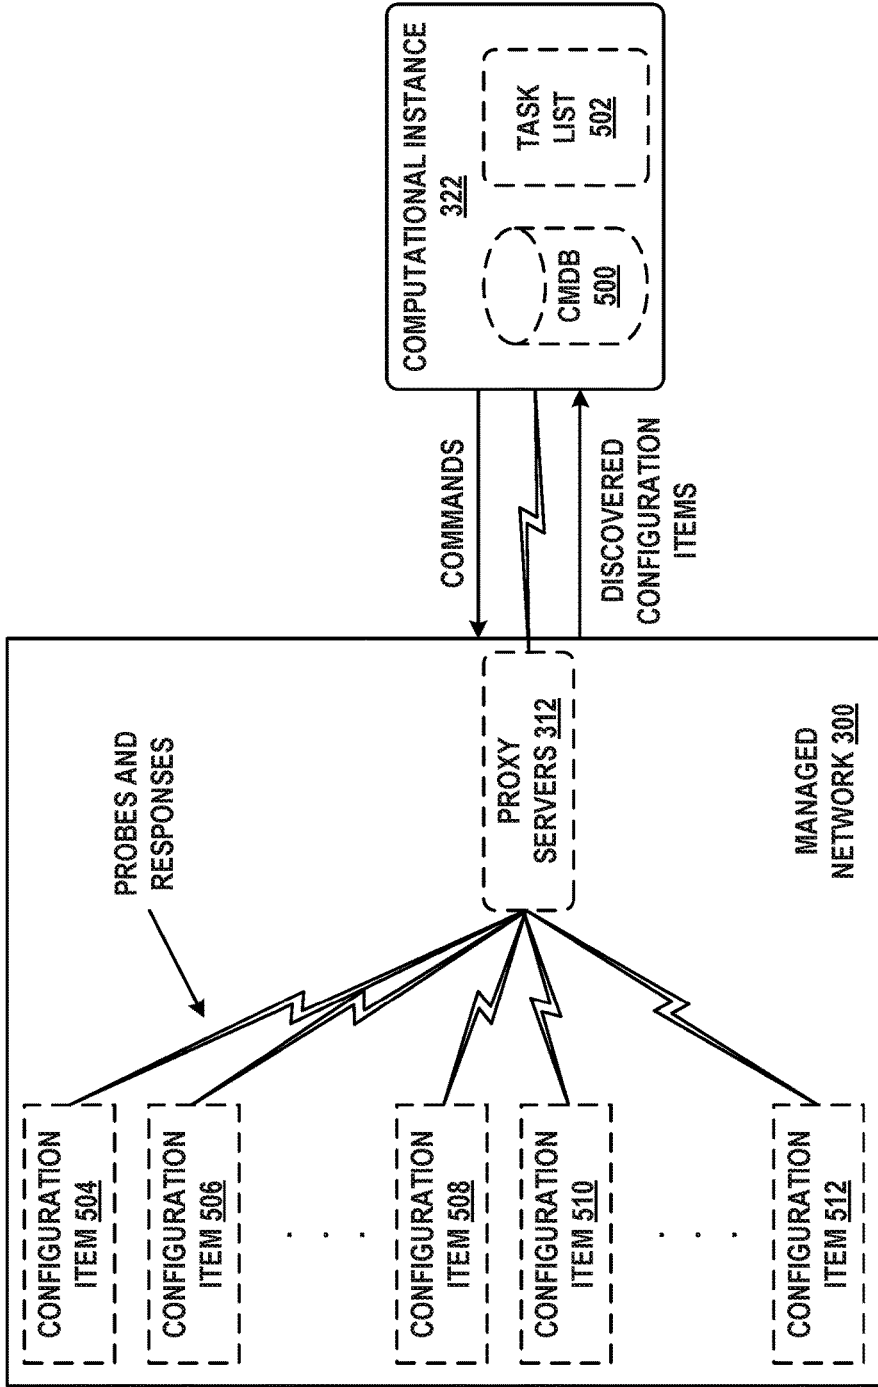 COMPUTATIONAL INSTANCE
322
CMDB
500
TASK
LIST
502
COMMANDS
DISCOVERED
CONFIGURATION
ITEMS
PROBES AND
RESPONSES
PROXY
SERVERS 312
MANAGED
NETWORK 300
CONFIGURATION
ITEM 504
CONFIGURATION
ITEM 506
. . .
CONFIGURATION
ITEM 508
CONFIGURATION
ITEM 510
. . .
CONFIGURATION
ITEM 512